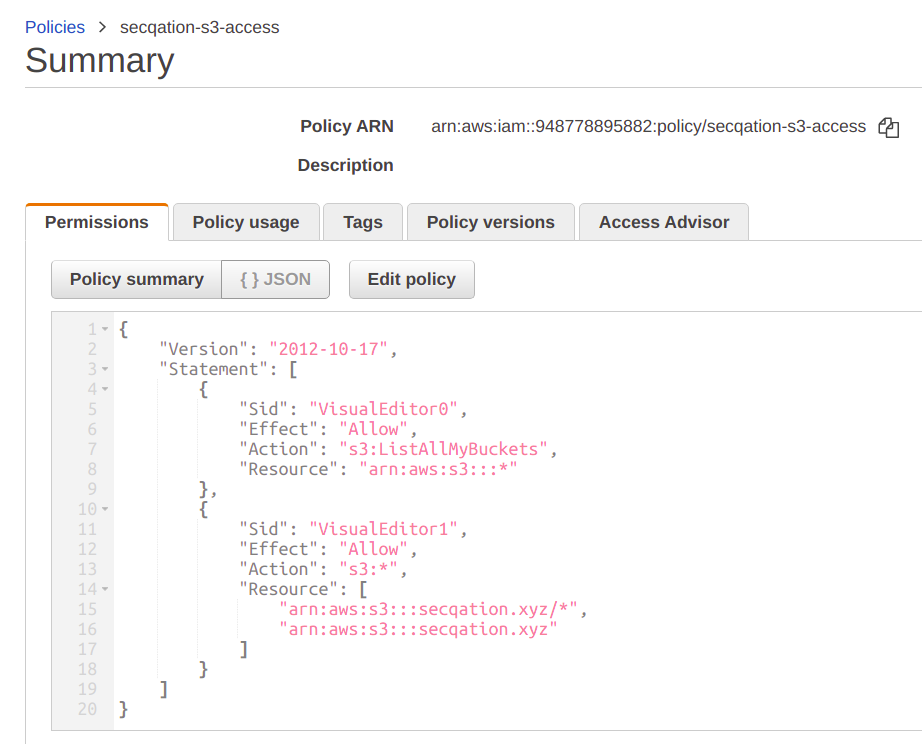 Policies > secqation-s3-access
Summary
Policy ARN arn:aws:iam::948778895882:policy/secqation-s3-access
Description
Permissions Policy usage Tags Policy versions Access Advisor
Policy summary { } JSON Edit policy
1 {
2     "Version": "2012-10-17",
3     "Statement": [
4         {
5             "Sid": "VisualEditor0",
6             "Effect": "Allow",
7             "Action": "s3:ListAllMyBuckets",
8             "Resource": "arn:aws:s3:::*"
9         },
10         {
11             "Sid": "VisualEditor1",
12             "Effect": "Allow",
13             "Action": "s3:*",
14             "Resource": [
15                 "arn:aws:s3:::secqation.xyz/*",
16                 "arn:aws:s3:::secqation.xyz"
17             ]
18         }
19     ]
20 }